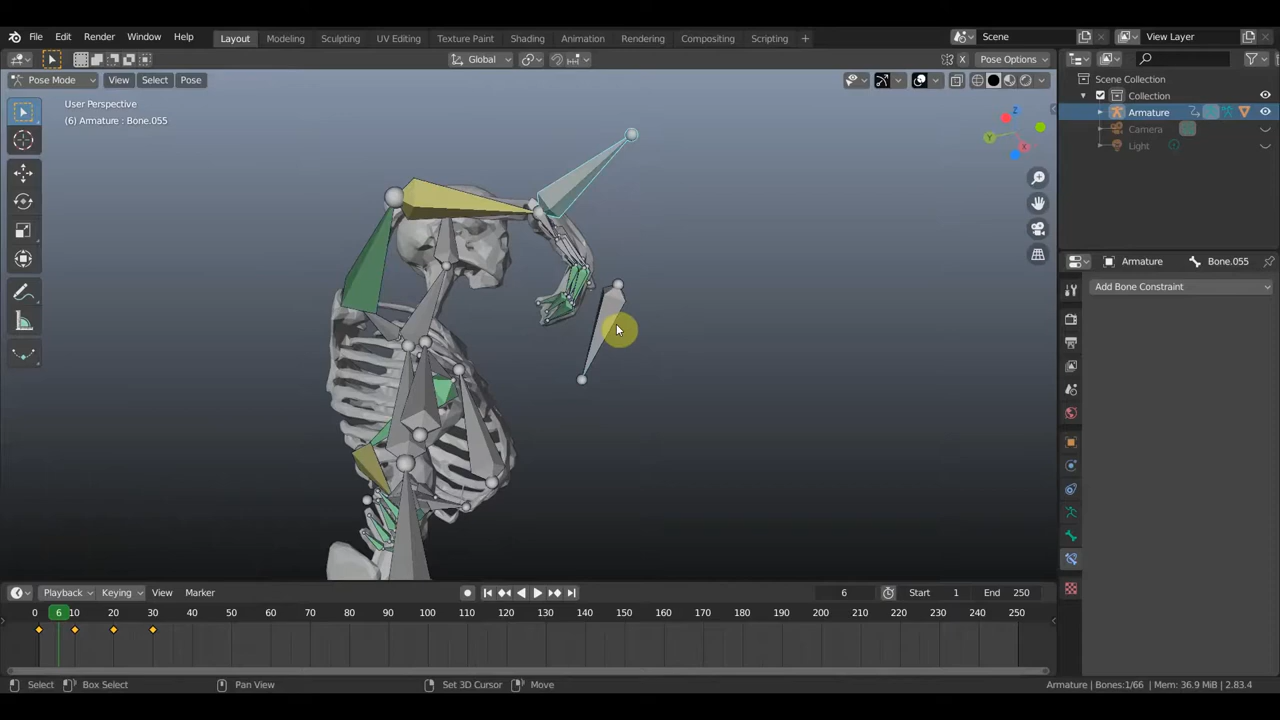 File Edit Render Window Help Layout Modeling Sculpting UV Editing Texture Paint Shading Animation Rendering Compositing Scripting + Scene View Layer
Global X Pose Options
Pose Mode View Select Pose
User Perspective
(6) Armature : Bone.055
Scene Collection
Collection
Armature
Camera
Light
Z
Y
X
Armature Bone.055
Add Bone Constraint
Playback Keying View Marker 6 Start 1 End 250
0 6 10 20 30 40 50 60 70 80 90 100 110 120 130 140 150 160 170 180 190 200 210 220 230 240 250
Select Box Select Pan View Set 3D Cursor Move Armature | Bones:1/66 | Mem: 36.9 MiB | 2.83.4